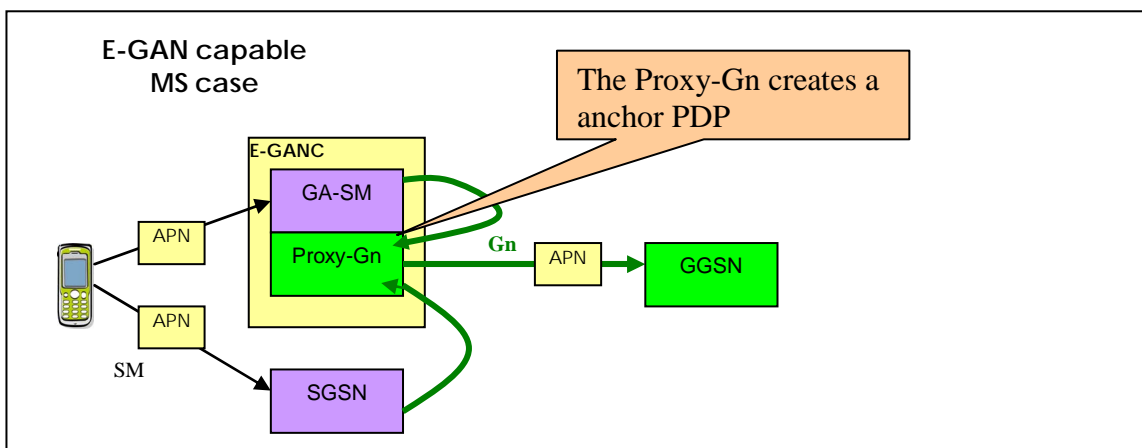 E-GAN capable
MS case
The Proxy-Gn creates a
anchor PDP
E-GANC
GA-SM
APN
Proxy-Gn
Gn
APN
GGSN
APN
SM
SGSN